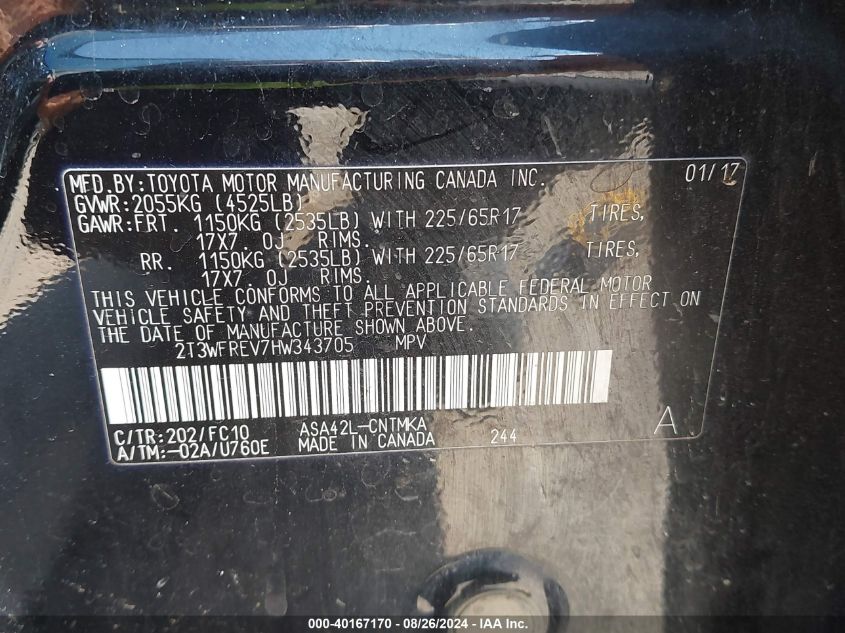 MFD.BY:TOYOTA MOTOR MANUFACTURING CANADA INC. 01/17
GVWR:2055KG (4525LB)
GAWR:FRT. 1150KG (2535LB) WITH 225/65R17 TIRES,
17X7. 0J RIMS.
RR. 1150KG (2535LB) WITH 225/65R17 TIRES,
17X7. 0J RIMS.
THIS VEHICLE CONFORMS TO ALL APPLICABLE FEDERAL MOTOR
VEHICLE SAFETY AND THEFT PREVENTION STANDARDS IN EFFECT ON
THE DATE OF MANUFACTURE SHOWN ABOVE.
2T3WFREV7HW343705 MPV
C/TR:202/FC10 ASA42L-CNTMKA A
A/TM:-02A/U760E MADE IN CANADA 244
000-40167170 - 08/26/2024 - IAA Inc.